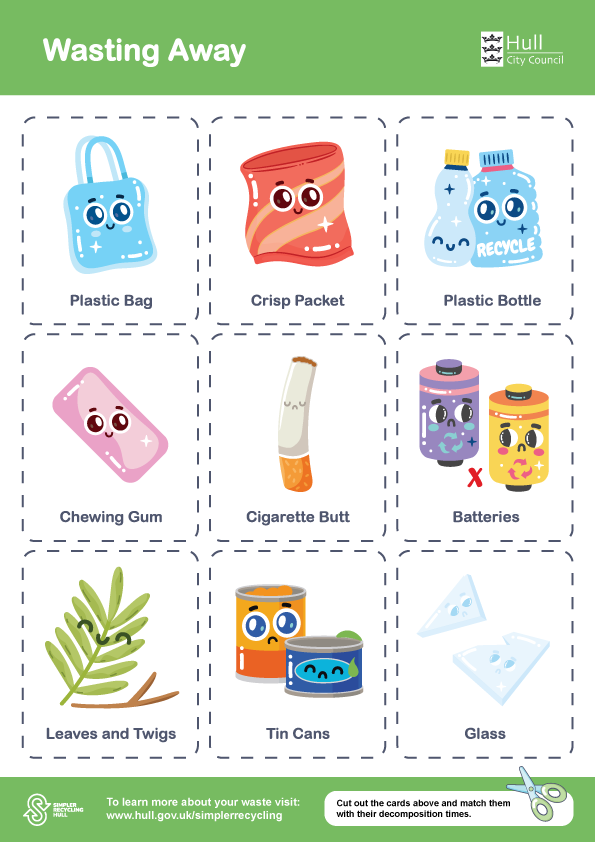 Wasting Away
Hull
City Council
Plastic Bag
Crisp Packet
RECYCLE
Plastic Bottle
Chewing Gum
Cigarette Butt
X
Batteries
Leaves and Twigs
Tin Cans
Glass
SIMPLER
RECYCLING
HULL
To learn more about your waste visit:
www.hull.gov.uk/simplerrecycling
Cut out the cards above and match them
with their decomposition times.